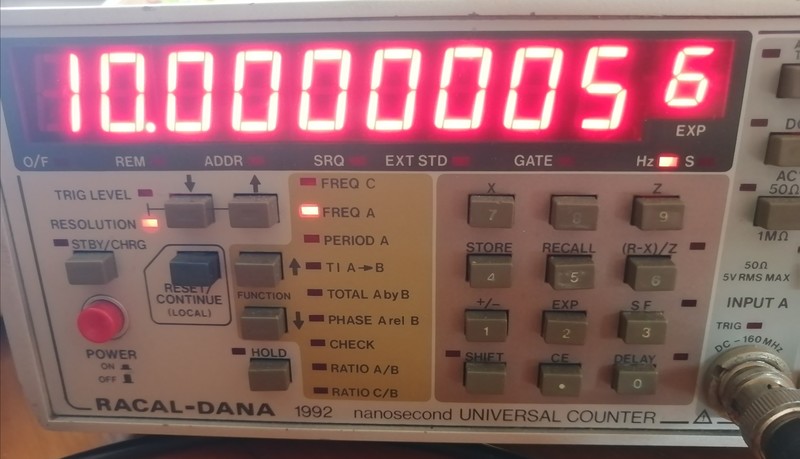 10.0000005 6
EXP
O/F REM ADDR SRQ EXT STD GATE Hz S
TRIG LEVEL
RESOLUTION
STBY/CHRG
RESET/
CONTINUE
(LOCAL)
FUNCTION
POWER
ON
OFF
HOLD
FREQ C
FREQ A
PERIOD A
T I A→B
TOTAL A by B
PHASE A rel B
CHECK
RATIO A/B
RATIO C/B
X Z
7 8 9
STORE RECALL (R-X)/Z
4 5 6
+/- EXP S F
1 2 3
SHIFT CE DELAY
. 0
AC
50Ω
1MΩ
50Ω
5V RMS MAX
INPUT A
TRIG
DC - 160 MHz
RACAL-DANA 1992 nanosecond UNIVERSAL COUNTER